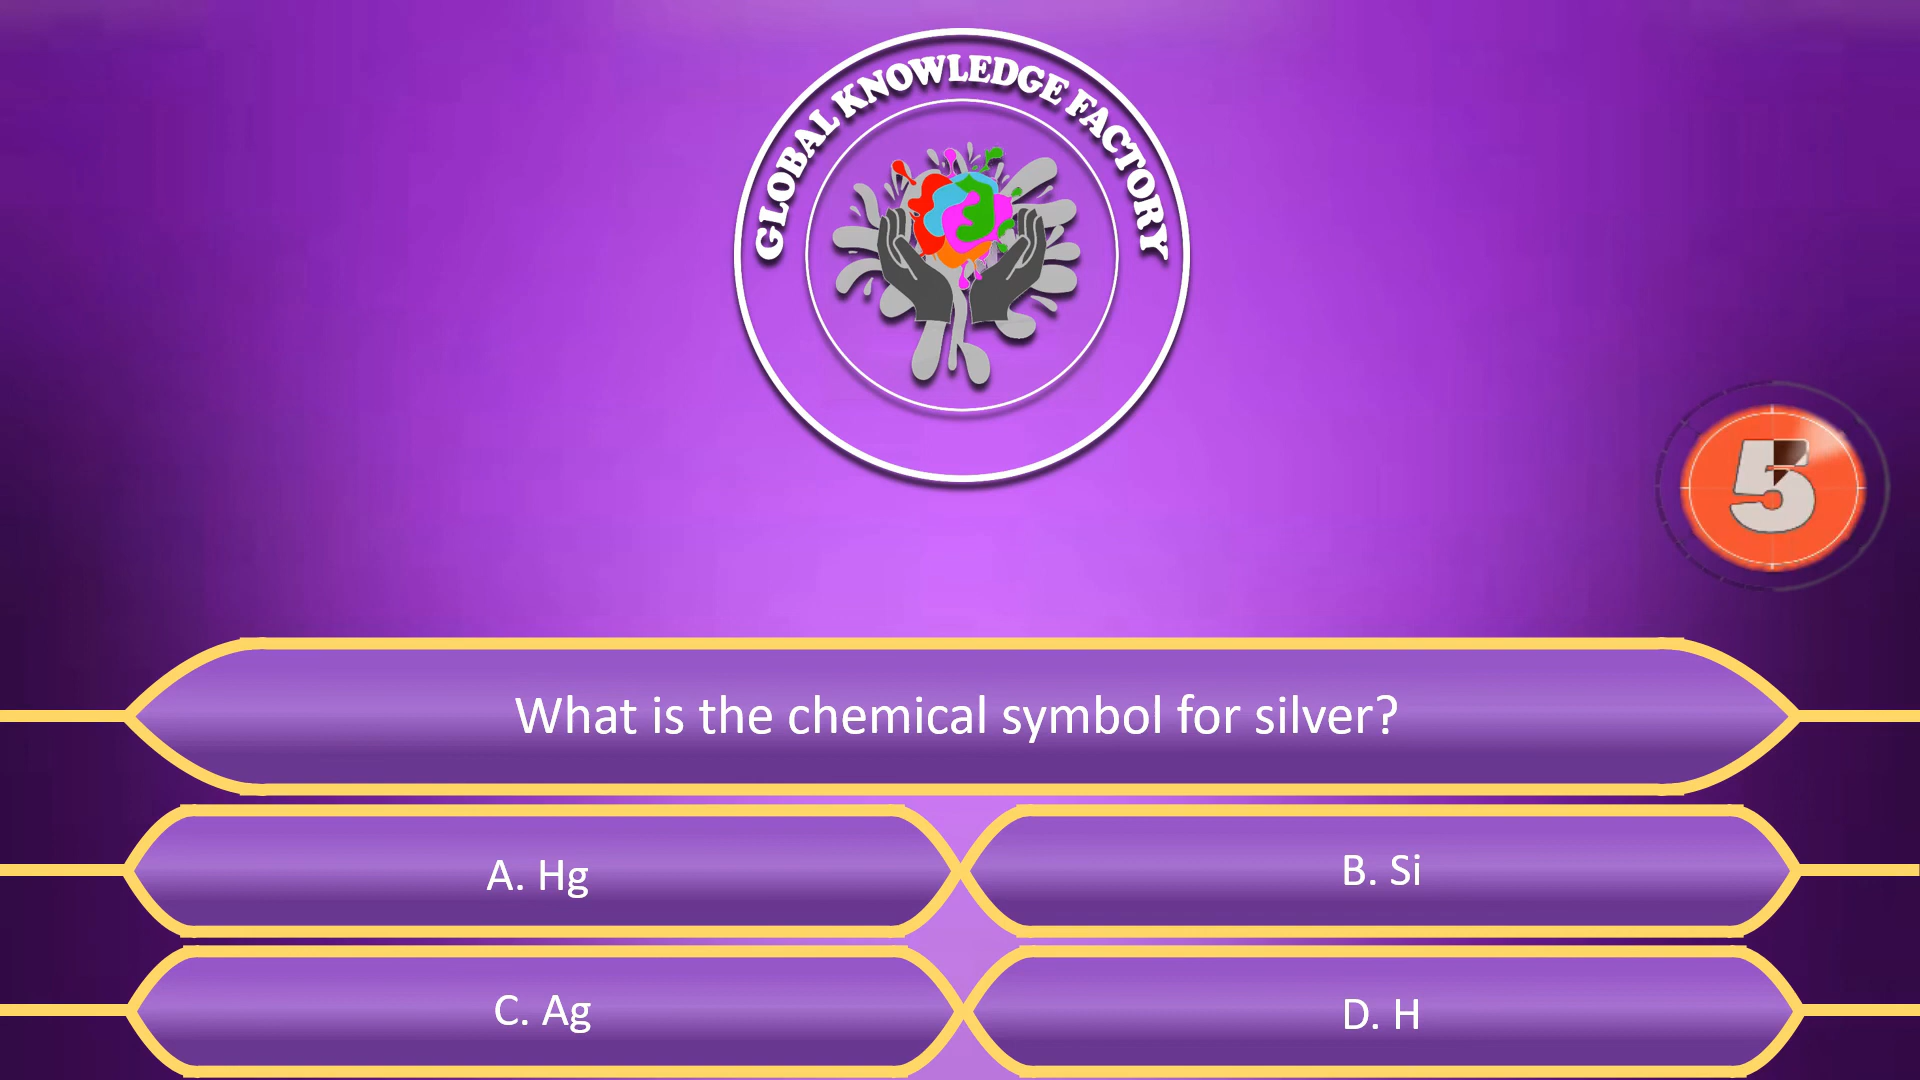 GLOBAL KNOWLEDGE FACTORY
5
What is the chemical symbol for silver?
A. Hg
B. Si
C. Ag
D. H